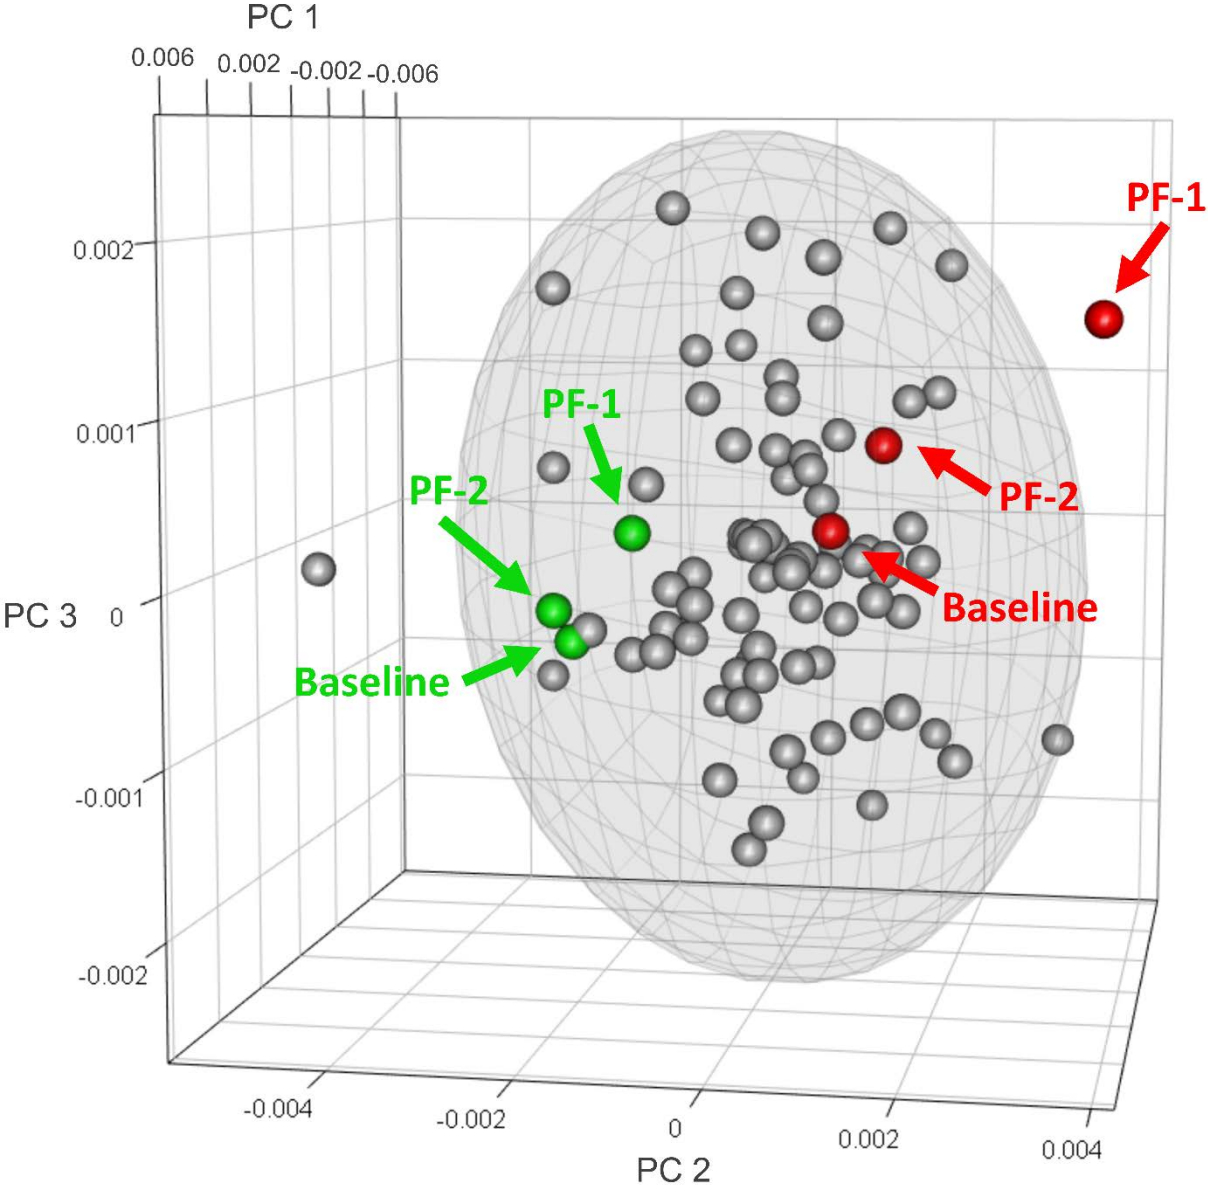 PC 1
0.006 0.002 -0.002 -0.006
PF-1
0.002
PF-1
0.001
PF-2
PF-2
PC 3 0
Baseline
Baseline
-0.001
-0.002
-0.004 -0.002 0 0.002 0.004
PC 2